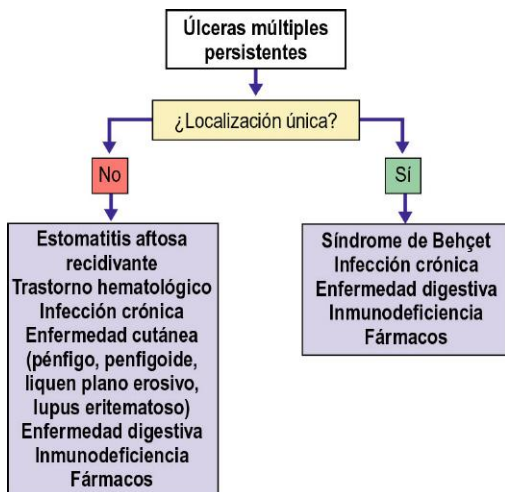 Úlceras múltiples
persistentes
¿Localización única?
No
Sí
Estomatitis aftosa
recidivante
Trastorno hematológico
Infección crónica
Enfermedad cutánea
(pénfigo, penfigoide,
liquen plano erosivo,
lupus eritematoso)
Enfermedad digestiva
Inmunodeficiencia
Fármacos
Síndrome de Behçet
Infección crónica
Enfermedad digestiva
Inmunodeficiencia
Fármacos